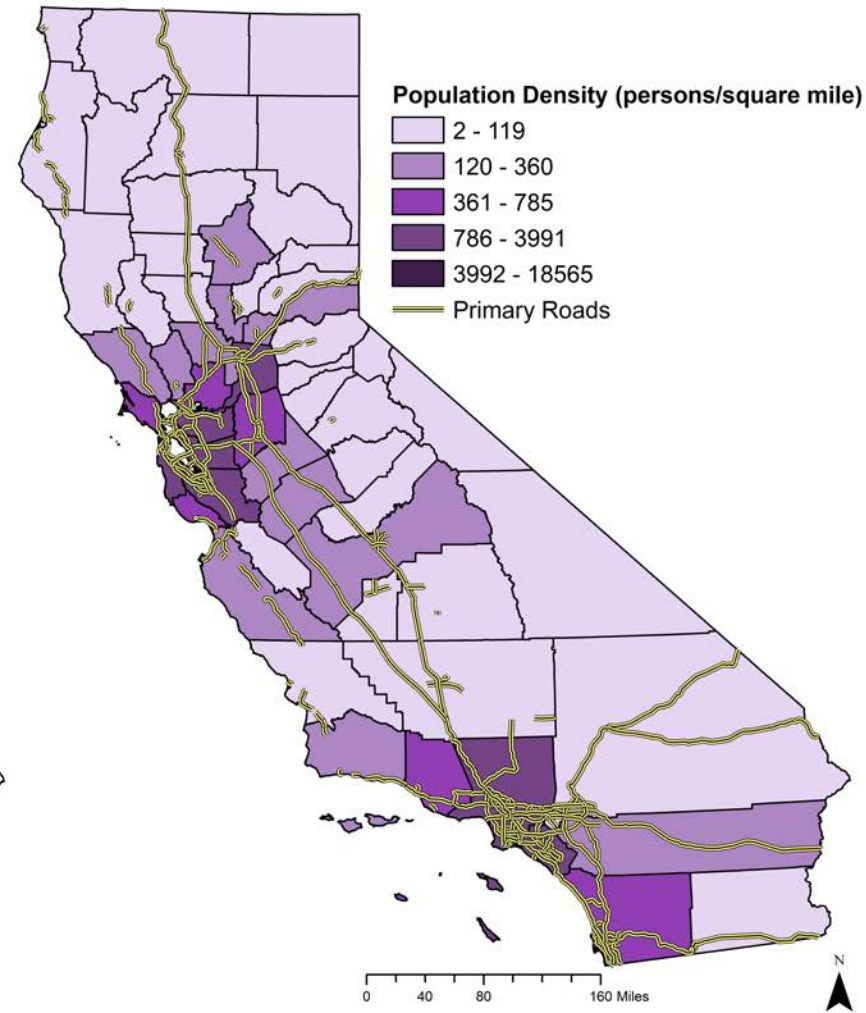 Population Density (persons/square mile)
2 - 119
120 - 360
361 - 785
786 - 3991
3992 - 18565
Primary Roads
0 40 80 160 Miles
N